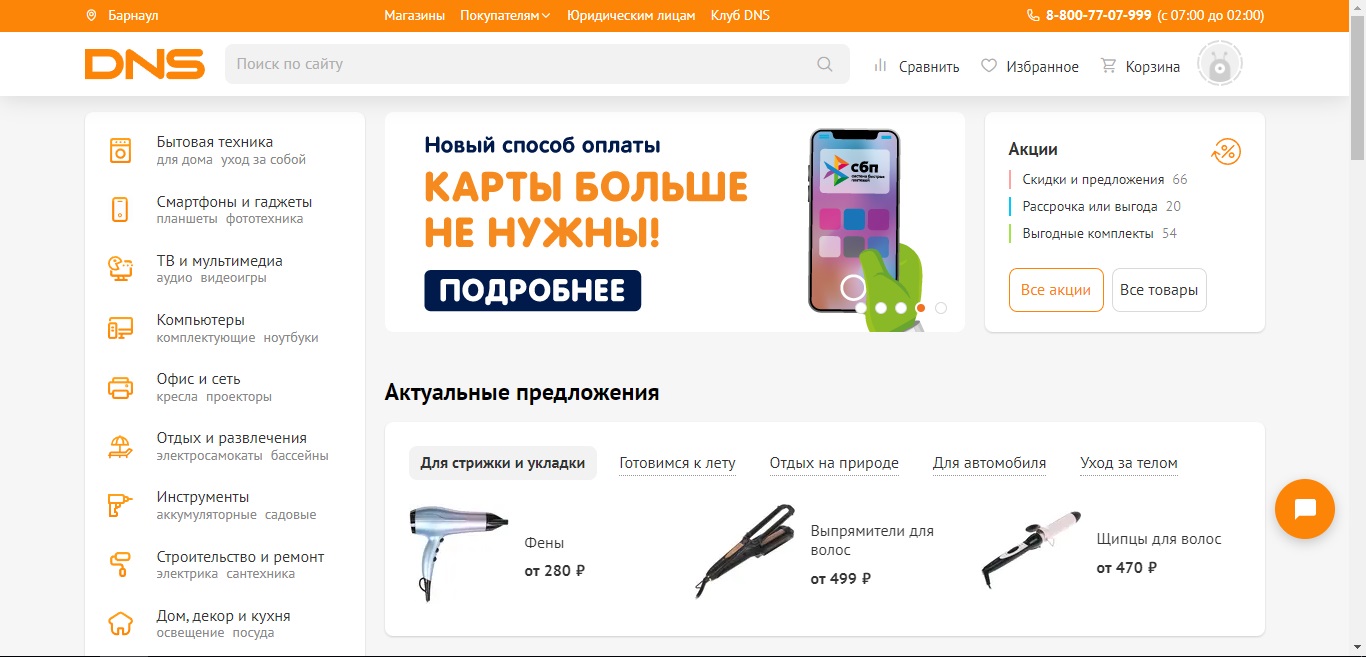 Барнаул
Магазины Покупателям Юридическим лицам Клуб DNS
8-800-77-07-999 (с 07:00 до 02:00)
DNS
Поиск по сайту
Сравнить
Избранное
Корзина
Бытовая техника
для дома уход за собой
Смартфоны и гаджеты
планшеты фототехника
ТВ и мультимедиа
аудио видеоигры
Компьютеры
комплектующие ноутбуки
Офис и сеть
кресла проекторы
Отдых и развлечения
электросамокаты бассейны
Инструменты
аккумуляторные садовые
Строительство и ремонт
электрика сантехника
Дом, декор и кухня
освещение посуда
Новый способ оплаты
КАРТЫ БОЛЬШЕ
НЕ НУЖНЫ!
ПОДРОБНЕЕ
сбп
система быстрых
платежей
Акции
Скидки и предложения 66
Рассрочка или выгода 20
Выгодные комплекты 54
Все акции
Все товары
Актуальные предложения
Для стрижки и укладки
Готовимся к лету
Отдых на природе
Для автомобиля
Уход за телом
Фены
от 280 ₽
Выпрямители для
волос
от 499 ₽
Щипцы для волос
от 470 ₽